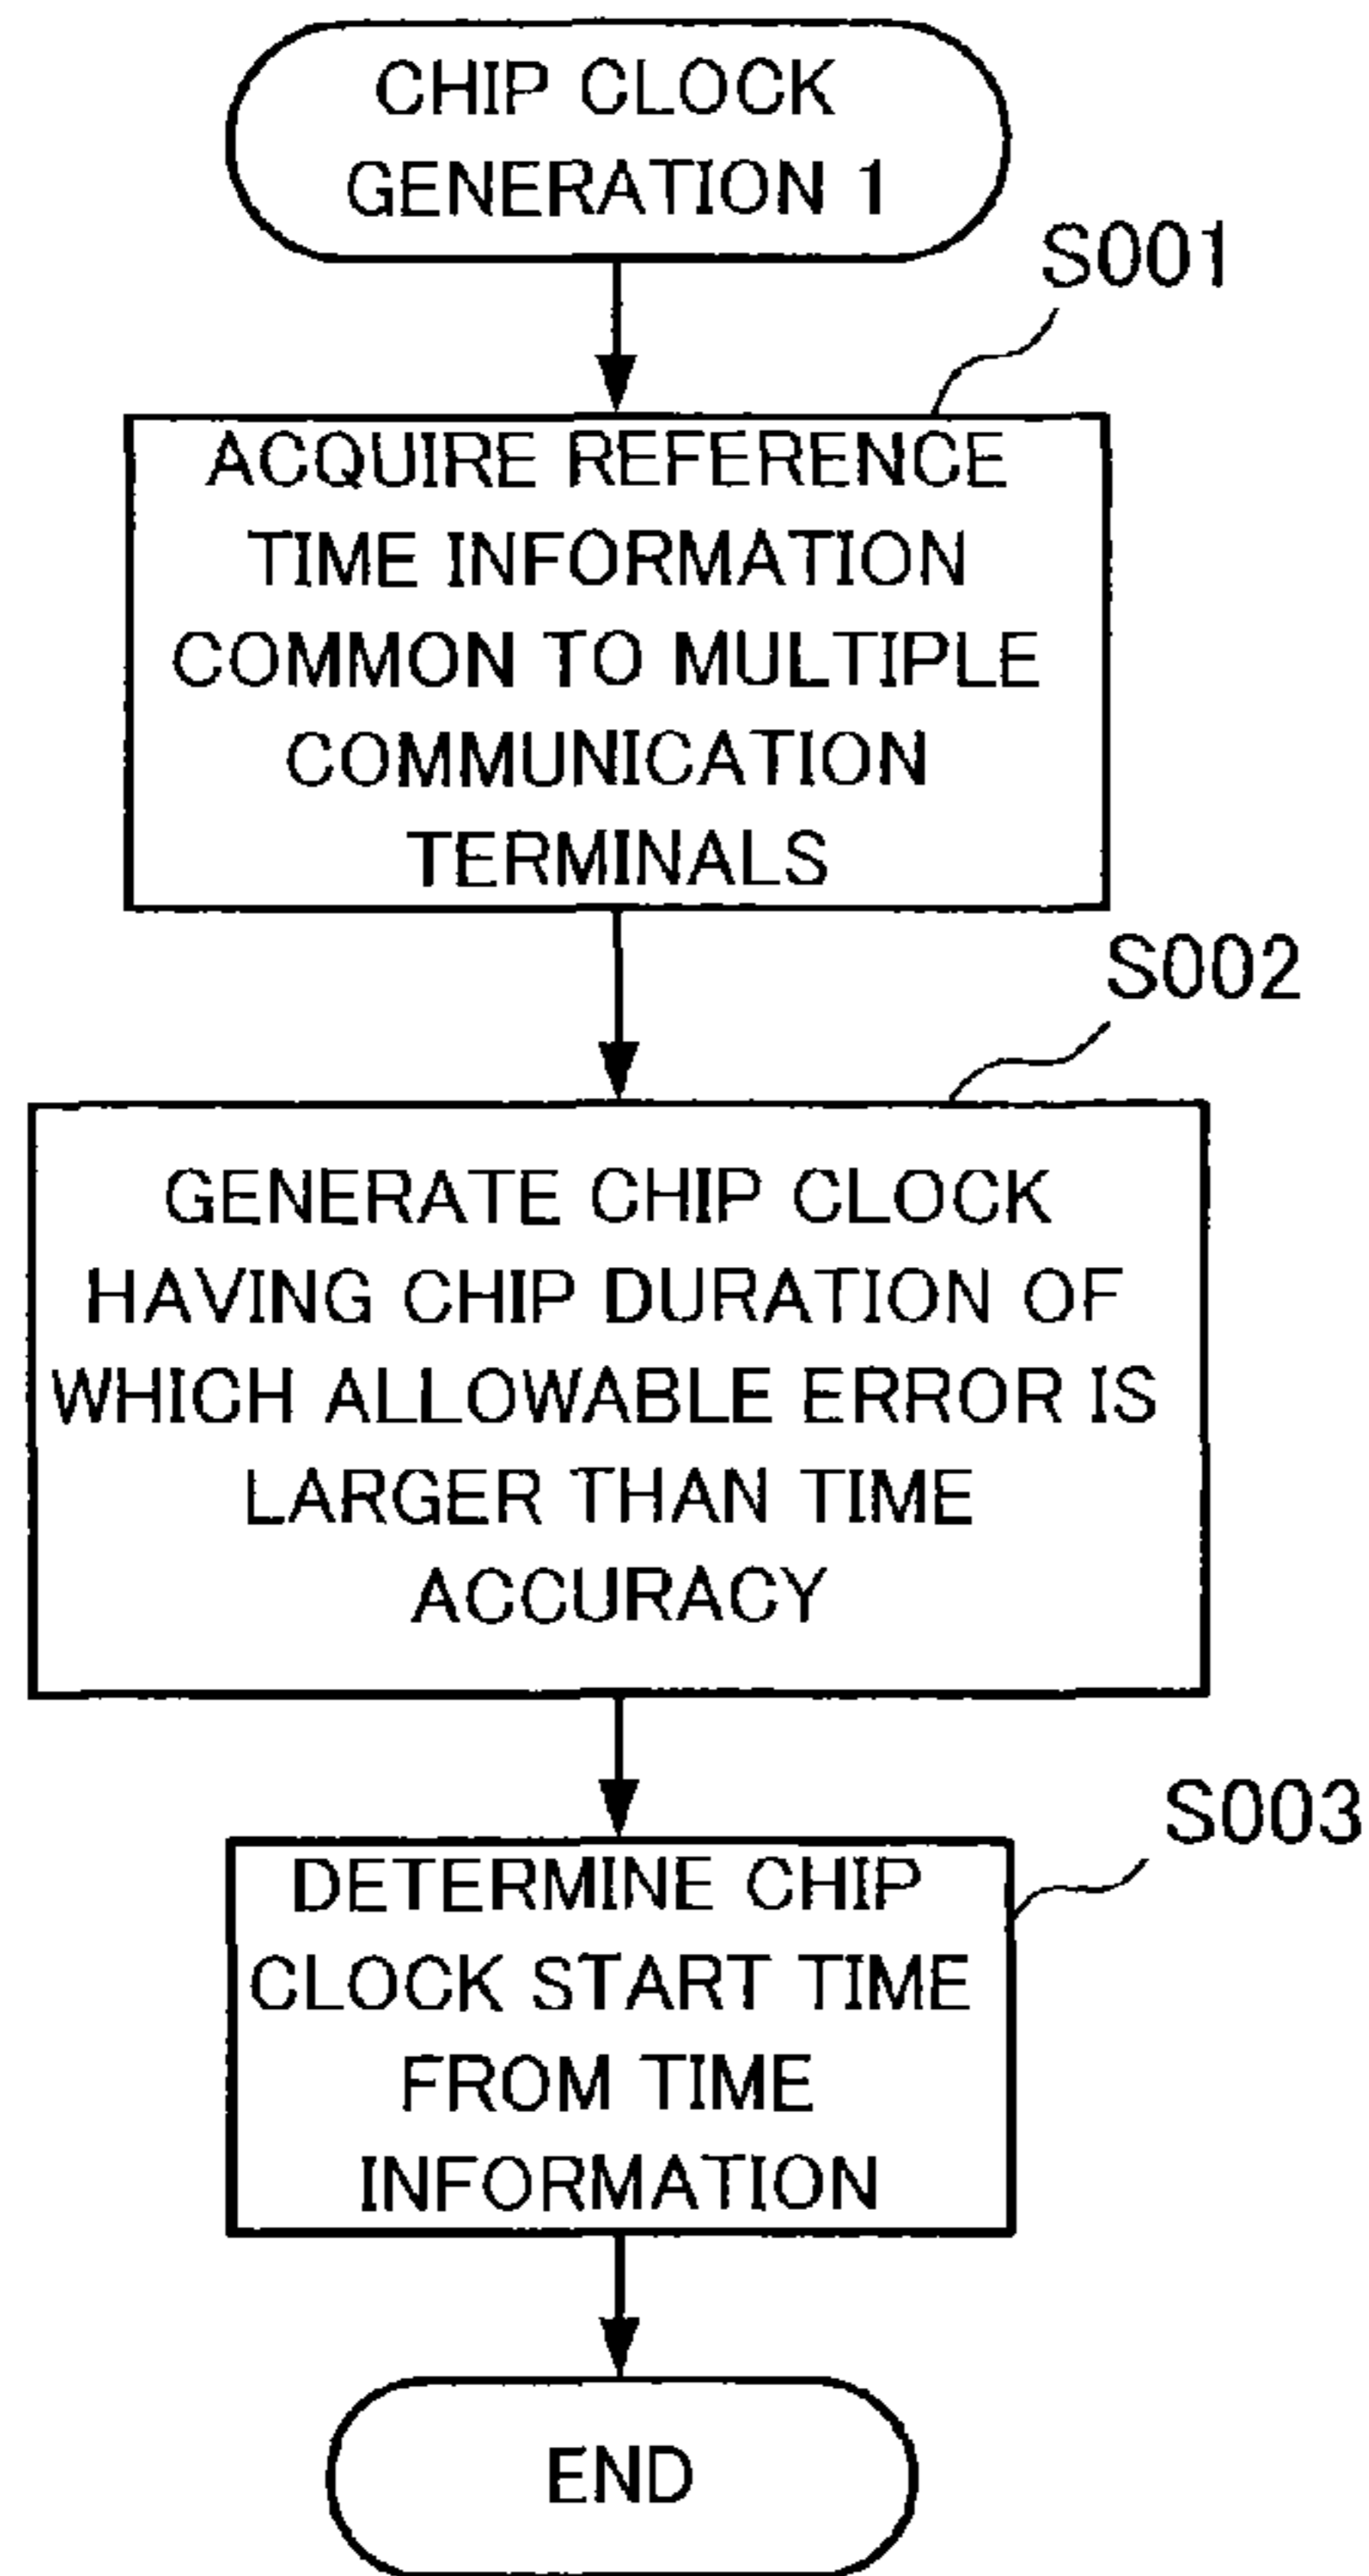 CHIP CLOCK
GENERATION 1
S001
ACQUIRE REFERENCE
TIME INFORMATION
COMMON TO MULTIPLE
COMMUNICATION
TERMINALS
S002
GENERATE CHIP CLOCK
HAVING CHIP DURATION OF
WHICH ALLOWABLE ERROR IS
LARGER THAN TIME
ACCURACY
S003
DETERMINE CHIP
CLOCK START TIME
FROM TIME
INFORMATION
END